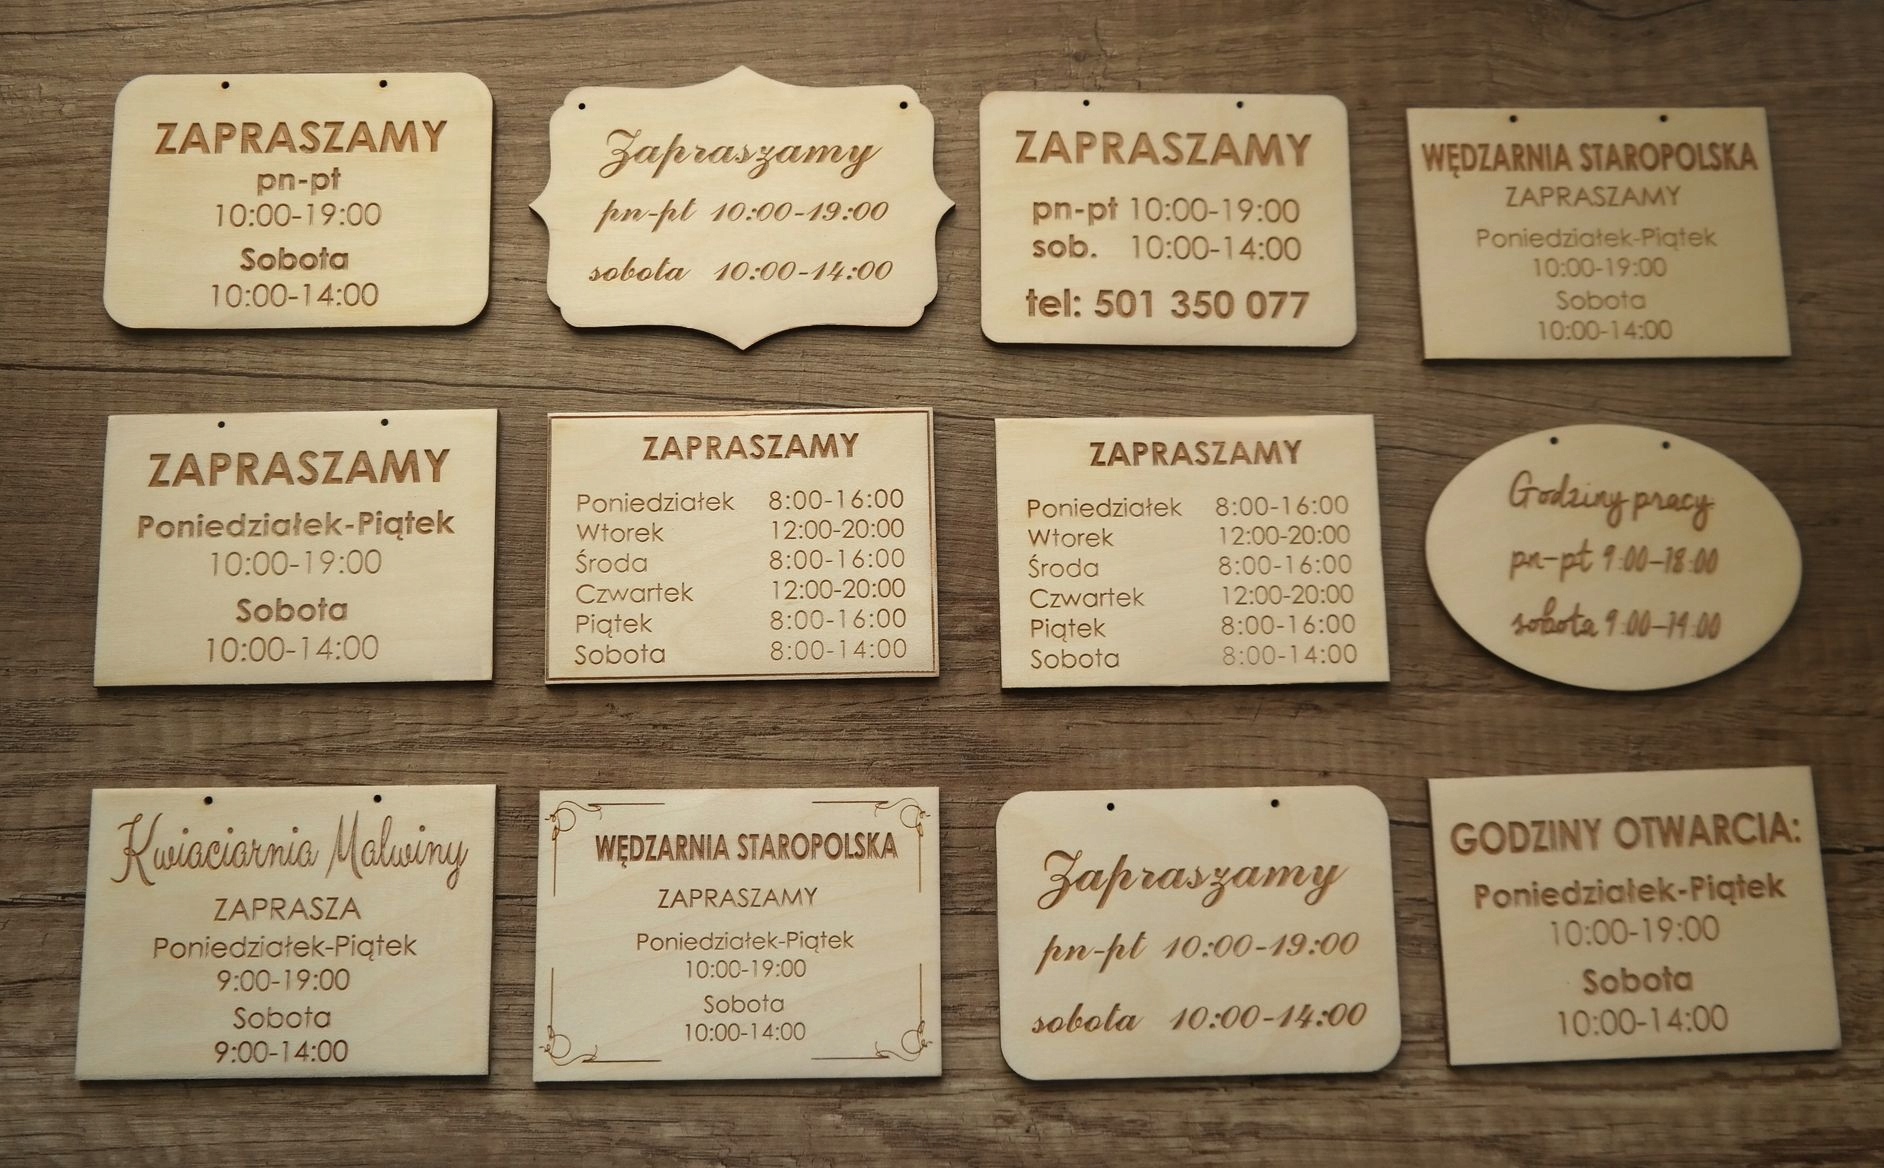 ZAPRASZAMY
pn-pt
10:00-19:00
Sobota
10:00-14:00
Zapraszamy
pn-pt 10:00-19:00
sobota 10:00-14:00
ZAPRASZAMY
pn-pt 10:00-19:00
sob. 10:00-14:00
tel: 501 350 077
WĘDZARNIA STAROPOLSKA
ZAPRASZAMY
Poniedziałek-Piątek
10:00-19:00
Sobota
10:00-14:00
ZAPRASZAMY
Poniedziałek-Piątek
10:00-19:00
Sobota
10:00-14:00
ZAPRASZAMY
Poniedziałek 8:00-16:00
Wtorek 12:00-20:00
Środa 8:00-16:00
Czwartek 12:00-20:00
Piątek 8:00-16:00
Sobota 8:00-14:00
ZAPRASZAMY
Poniedziałek 8:00-16:00
Wtorek 12:00-20:00
Środa 8:00-16:00
Czwartek 12:00-20:00
Piątek 8:00-16:00
Sobota 8:00-14:00
Godziny pracy
pn-pt 9:00-18:00
sobota 9:00-14:00
Kwiaciarnia Malwiny
ZAPRASZA
Poniedziałek-Piątek
9:00-19:00
Sobota
9:00-14:00
WĘDZARNIA STAROPOLSKA
ZAPRASZAMY
Poniedziałek-Piątek
10:00-19:00
Sobota
10:00-14:00
Zapraszamy
pn-pt 10:00-19:00
sobota 10:00-14:00
GODZINY OTWARCIA:
Poniedziałek-Piątek
10:00-19:00
Sobota
10:00-14:00